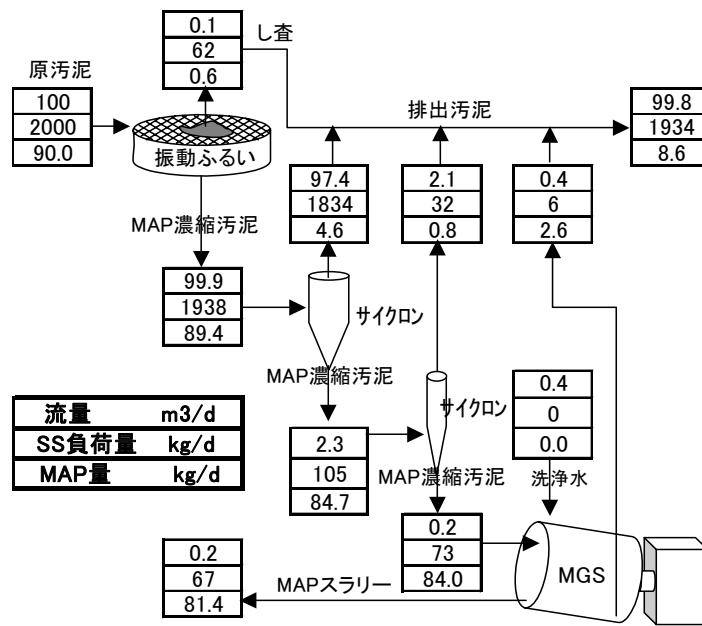 0.1
62
0.6
し査
原汚泥
100
2000
90.0
振動ふるい
排出汚泥
99.8
1934
8.6
97.4
1834
4.6
2.1
32
0.8
0.4
6
2.6
MAP濃縮汚泥
99.9
1938
89.4
サイクロン
MAP濃縮汚泥
サイクロン
0.4
0
0.0
洗浄水
流量 m3/d
SS負荷量 kg/d
MAP量 kg/d
2.3
105
84.7
MAP濃縮汚泥
0.2
73
84.0
MGS
0.2
67
81.4
MAPスラリー